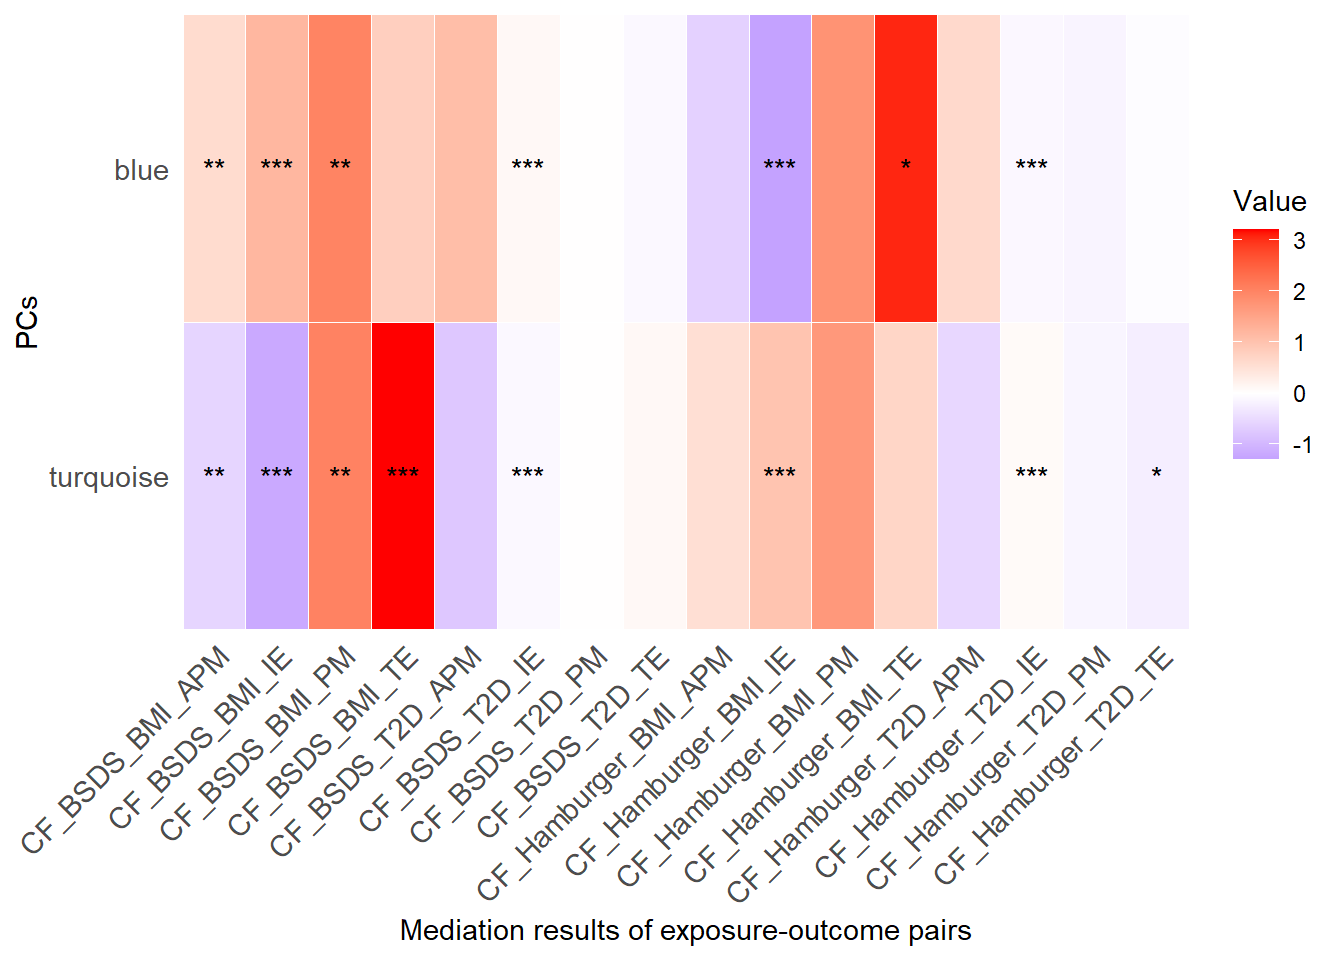 blue
** *** ** *** *** * ***
PCs
turquoise
** *** ** *** *** *** *** *
CF_BSDS_BMI_APM
CF_BSDS_BMI_IE
CF_BSDS_BMI_PM
CF_BSDS_BMI_TE
CF_BSDS_T2D_APM
CF_BSDS_T2D_IE
CF_BSDS_T2D_PM
CF_BSDS_T2D_TE
CF_Hamburger_BMI_APM
CF_Hamburger_BMI_IE
CF_Hamburger_BMI_PM
CF_Hamburger_BMI_TE
CF_Hamburger_T2D_APM
CF_Hamburger_T2D_IE
CF_Hamburger_T2D_PM
CF_Hamburger_T2D_TE
Mediation results of exposure-outcome pairs
Value
3
2
1
0
-1